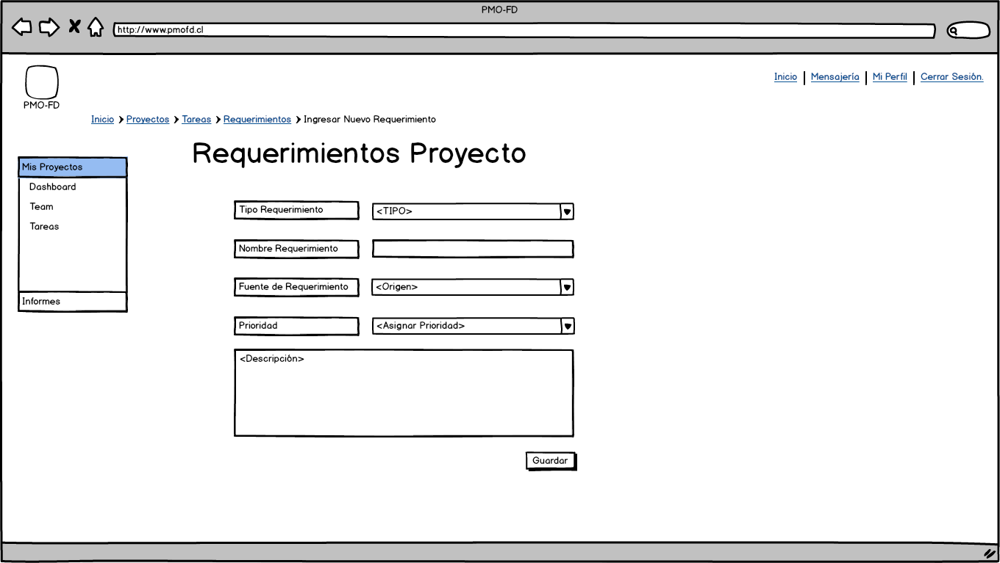 PMO-FD
http://www.pmofd.cl
Inicio Mensajería Mi Perfil Cerrar Sesión.
PMO-FD
Inicio Proyectos Tareas Requerimientos Ingresar Nuevo Requerimiento
Requerimientos Proyecto
Mis Proyectos
Dashboard
Team
Tareas
Informes
Tipo Requerimiento <TIPO>
Nombre Requerimiento
Fuente de Requerimiento <Origen>
Prioridad <Asignar Prioridad>
<Descripción>
Guardar